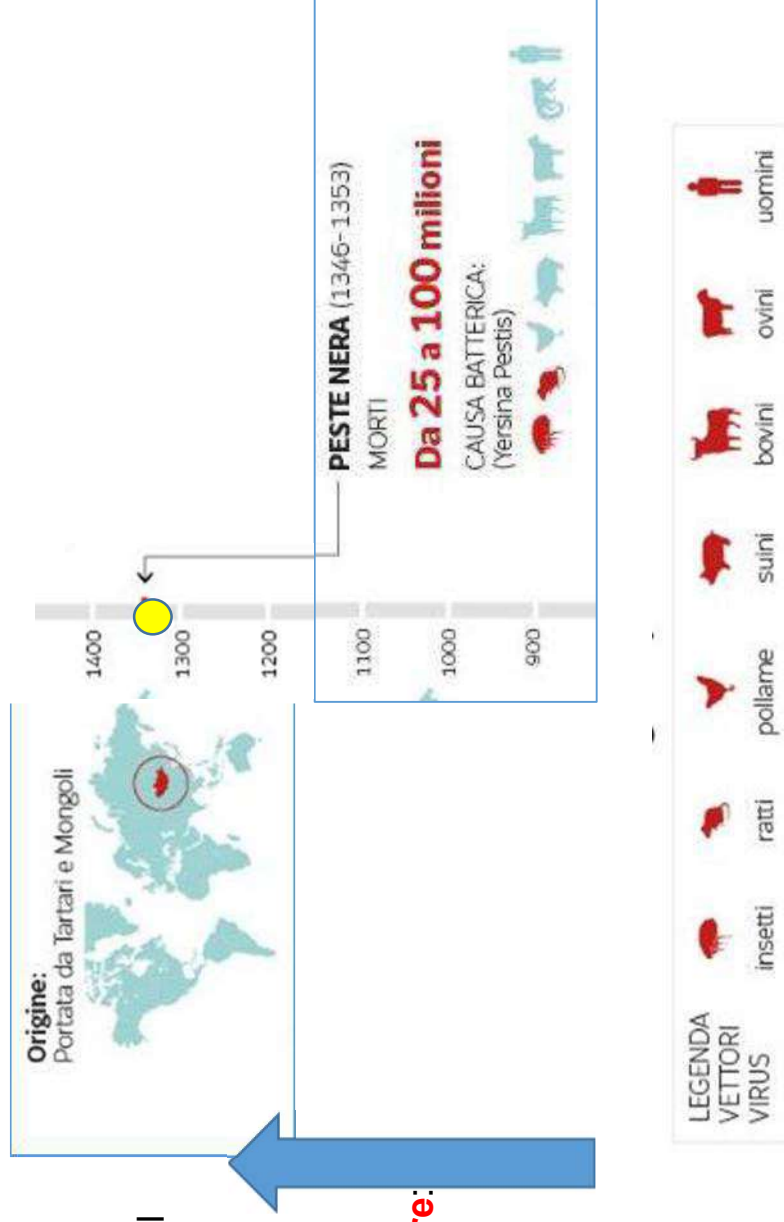 Origine:
Portata da Tartari e Mongoli
1400
1300
1200
1100
1000
900
PESTE NERA (1346-1353)
MORTI
Da 25 a 100 milioni
CAUSA BATTERICA:
(Yersina Pestis)
LEGENDA
VETTORI
VIRUS
insetti
ratti
pollame
suini
bovini
ovini
uomini